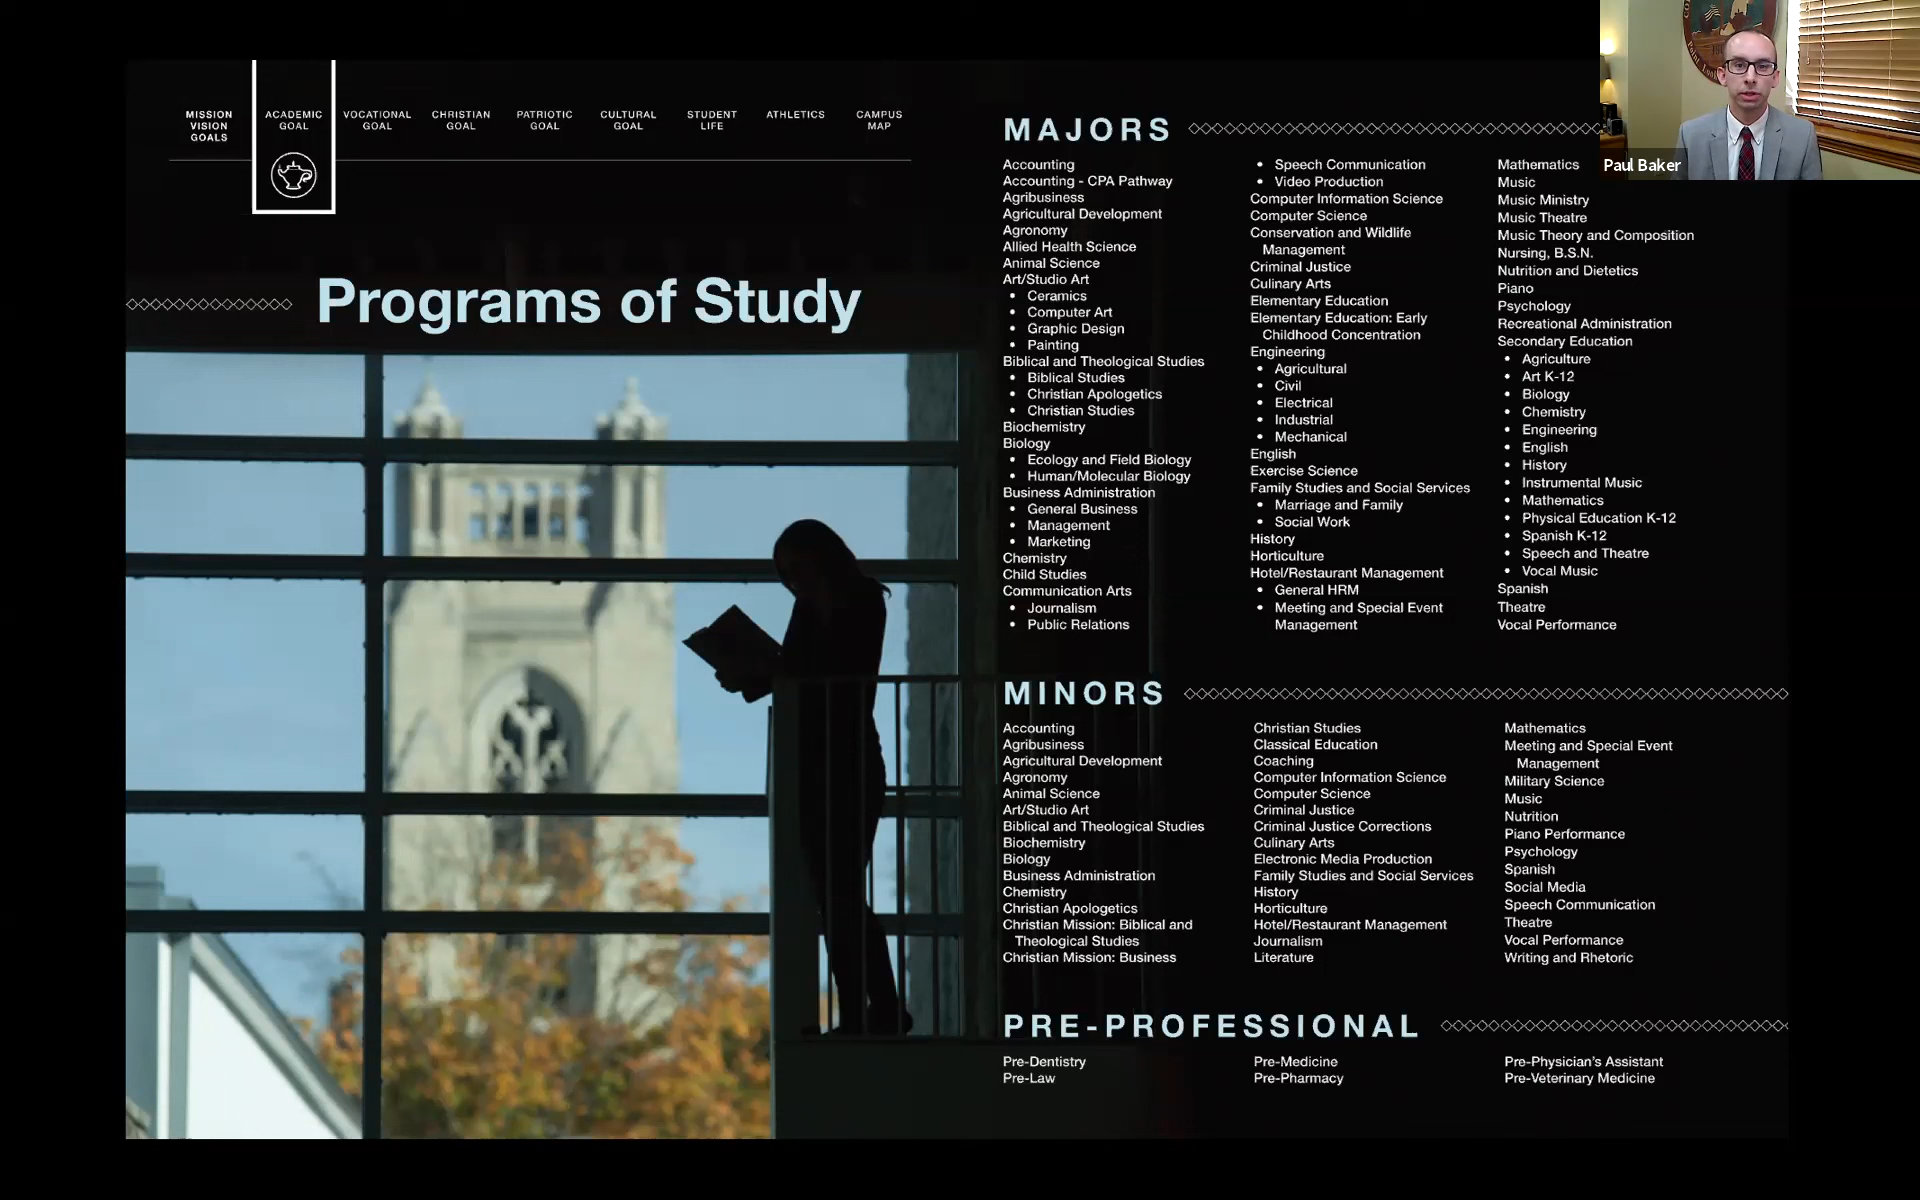 MISSION
VISION
GOALS
ACADEMIC
GOAL
VOCATIONAL
GOAL
CHRISTIAN
GOAL
PATRIOTIC
GOAL
CULTURAL
GOAL
STUDENT
LIFE
ATHLETICS
CAMPUS
MAP
Programs of Study
MAJORS
Accounting
Accounting - CPA Pathway
Agribusiness
Agricultural Development
Agronomy
Allied Health Science
Animal Science
Art/Studio Art
• Ceramics
• Computer Art
• Graphic Design
• Painting
Biblical and Theological Studies
• Biblical Studies
• Christian Apologetics
• Christian Studies
Biochemistry
Biology
• Ecology and Field Biology
• Human/Molecular Biology
Business Administration
• General Business
• Management
• Marketing
Chemistry
Child Studies
Communication Arts
• Journalism
• Public Relations
• Speech Communication
• Video Production
Computer Information Science
Computer Science
Conservation and Wildlife
Management
Criminal Justice
Culinary Arts
Elementary Education
Elementary Education: Early
Childhood Concentration
Engineering
• Agricultural
• Civil
• Electrical
• Industrial
• Mechanical
English
Exercise Science
Family Studies and Social Services
• Marriage and Family
• Social Work
History
Horticulture
Hotel/Restaurant Management
• General HRM
• Meeting and Special Event
Management
Mathematics
Music
Music Ministry
Music Theatre
Music Theory and Composition
Nursing, B.S.N.
Nutrition and Dietetics
Piano
Psychology
Recreational Administration
Secondary Education
• Agriculture
• Art K-12
• Biology
• Chemistry
• Engineering
• English
• History
• Instrumental Music
• Mathematics
• Physical Education K-12
• Spanish K-12
• Speech and Theatre
• Vocal Music
Spanish
Theatre
Vocal Performance
MINORS
Accounting
Agribusiness
Agricultural Development
Agronomy
Animal Science
Art/Studio Art
Biblical and Theological Studies
Biochemistry
Biology
Business Administration
Chemistry
Christian Apologetics
Christian Mission: Biblical and
Theological Studies
Christian Mission: Business
Christian Studies
Classical Education
Coaching
Computer Information Science
Computer Science
Criminal Justice
Criminal Justice Corrections
Culinary Arts
Electronic Media Production
Family Studies and Social Services
History
Horticulture
Hotel/Restaurant Management
Journalism
Literature
Mathematics
Meeting and Special Event
Management
Military Science
Music
Nutrition
Piano Performance
Psychology
Spanish
Social Media
Speech Communication
Theatre
Vocal Performance
Writing and Rhetoric
PRE-PROFESSIONAL
Pre-Dentistry
Pre-Law
Pre-Medicine
Pre-Pharmacy
Pre-Physician's Assistant
Pre-Veterinary Medicine
Paul Baker